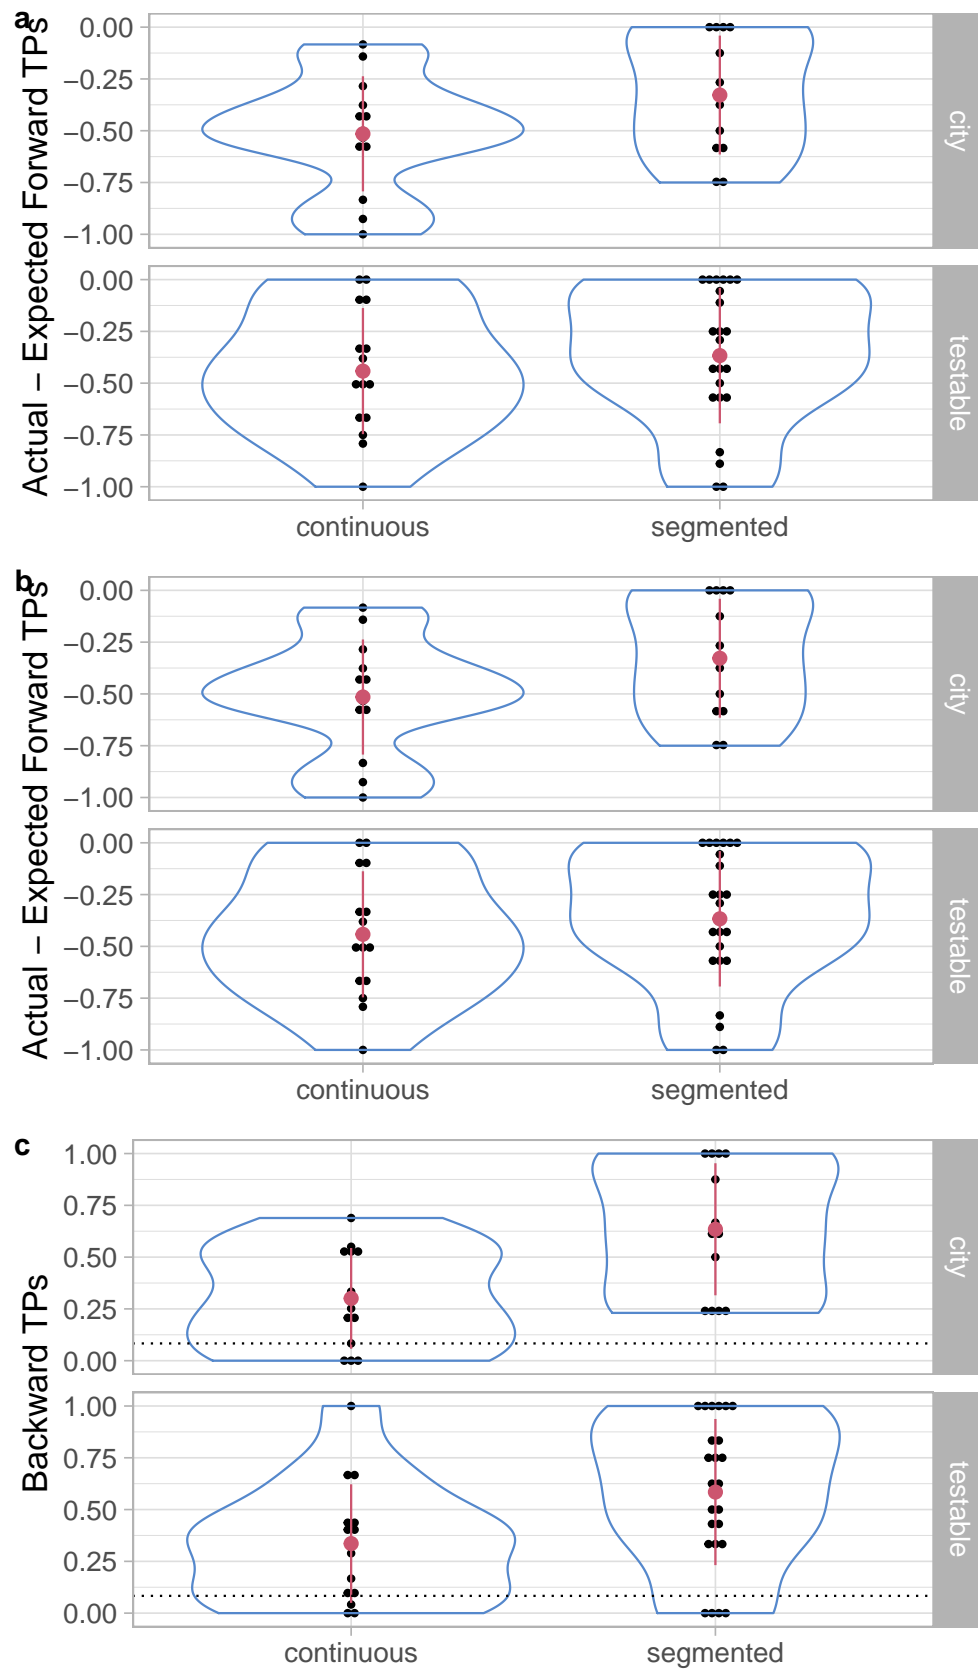 a
Actual – Expected Forward TPs
0.00
−0.25
−0.50
−0.75
−1.00
city
0.00
−0.25
−0.50
−0.75
−1.00
testable
continuous segmented
b
Actual – Expected Forward TPs
0.00
−0.25
−0.50
−0.75
−1.00
city
0.00
−0.25
−0.50
−0.75
−1.00
testable
continuous segmented
c
Backward TPs
1.00
0.75
0.50
0.25
0.00
city
1.00
0.75
0.50
0.25
0.00
testable
continuous segmented